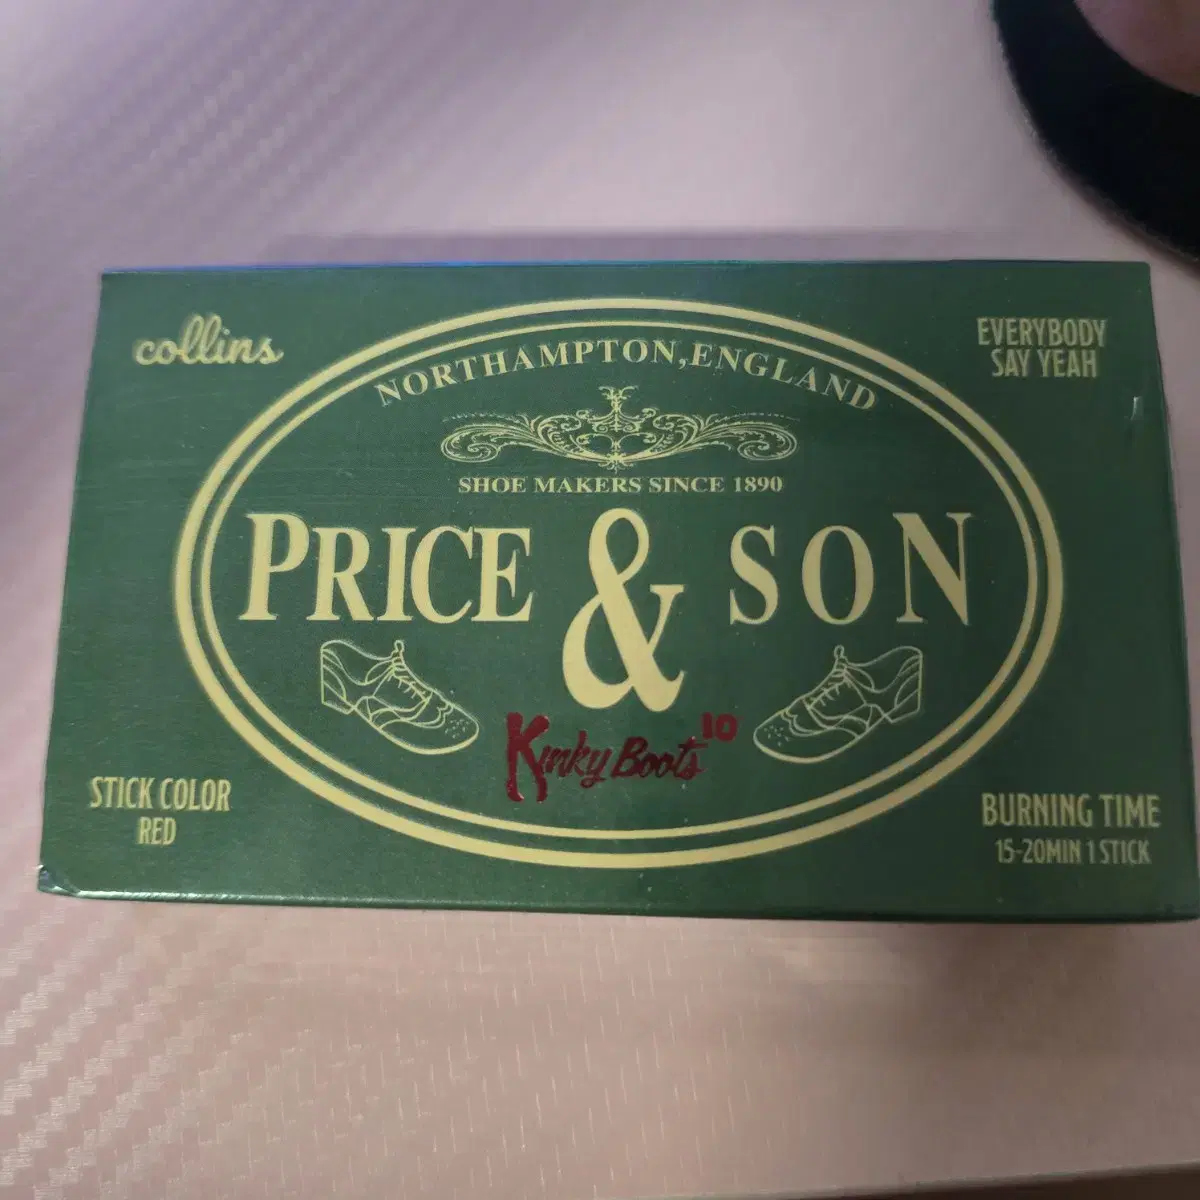 collins
EVERYBODY
SAY YEAH
NORTHAMPTON,ENGLAND
SHOE MAKERS SINCE 1890
PRICE & SON
Kinky Boots 10
STICK COLOR
RED
BURNING TIME
15-20MIN 1 STICK